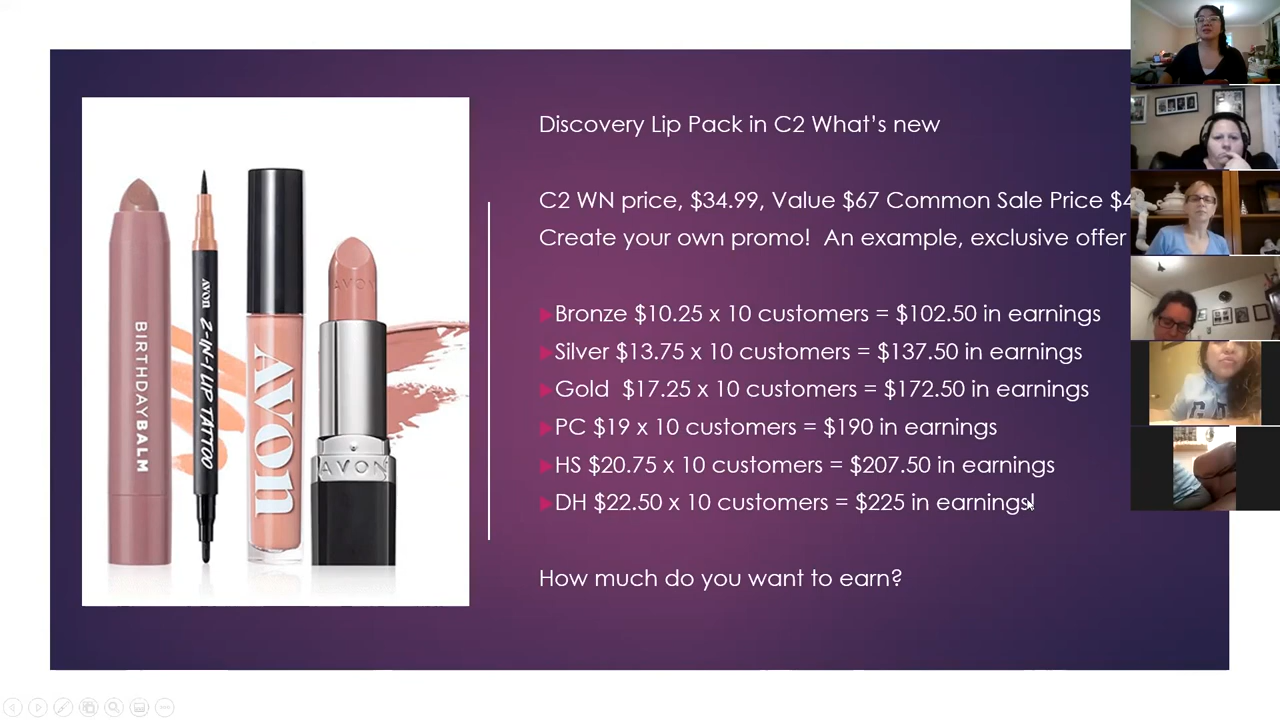 Discovery Lip Pack in C2 What's new
C2 WN price, $34.99, Value $67 Common Sale Price
Create your own promo!  An example, exclusive offer
Bronze $10.25 x 10 customers = $102.50 in earnings
Silver $13.75 x 10 customers = $137.50 in earnings
Gold  $17.25 x 10 customers = $172.50 in earnings
PC $19 x 10 customers = $190 in earnings
HS $20.75 x 10 customers = $207.50 in earnings
DH $22.50 x 10 customers = $225 in earnings!
How much do you want to earn?
BIRTHDAYBALM
AVON 2-IN-1 LIP TATTOO
AVON
AVON
AVON